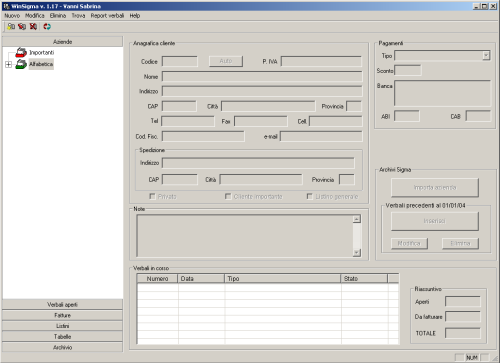 WinSigma v. 1.17 - Vanni Sabrina
Nuovo Modifica Elimina Trova Report verbali Help
Aziende
Importanti
Alfabetica
Verbali aperti
Fatture
Listini
Tabelle
Archivio
Anagrafica cliente
Codice Auto P. IVA
Nome
Indirizzo
CAP Città Provincia
Tel Fax Cell.
Cod. Fisc. e-mail
Spedizione
Indirizzo
CAP Città Provincia
Privato Cliente importante Listino generale
Note
Verbali in corso
Numero Data Tipo Stato
Pagamenti
Tipo
Sconto
Banca
ABI CAB
Archivi Sigma
Importa azienda
Verbali precedenti al 01/01/04
Inserisci
Modifica Elimina
Riassuntivo
Aperti
Da fatturare
TOTALE
NUM